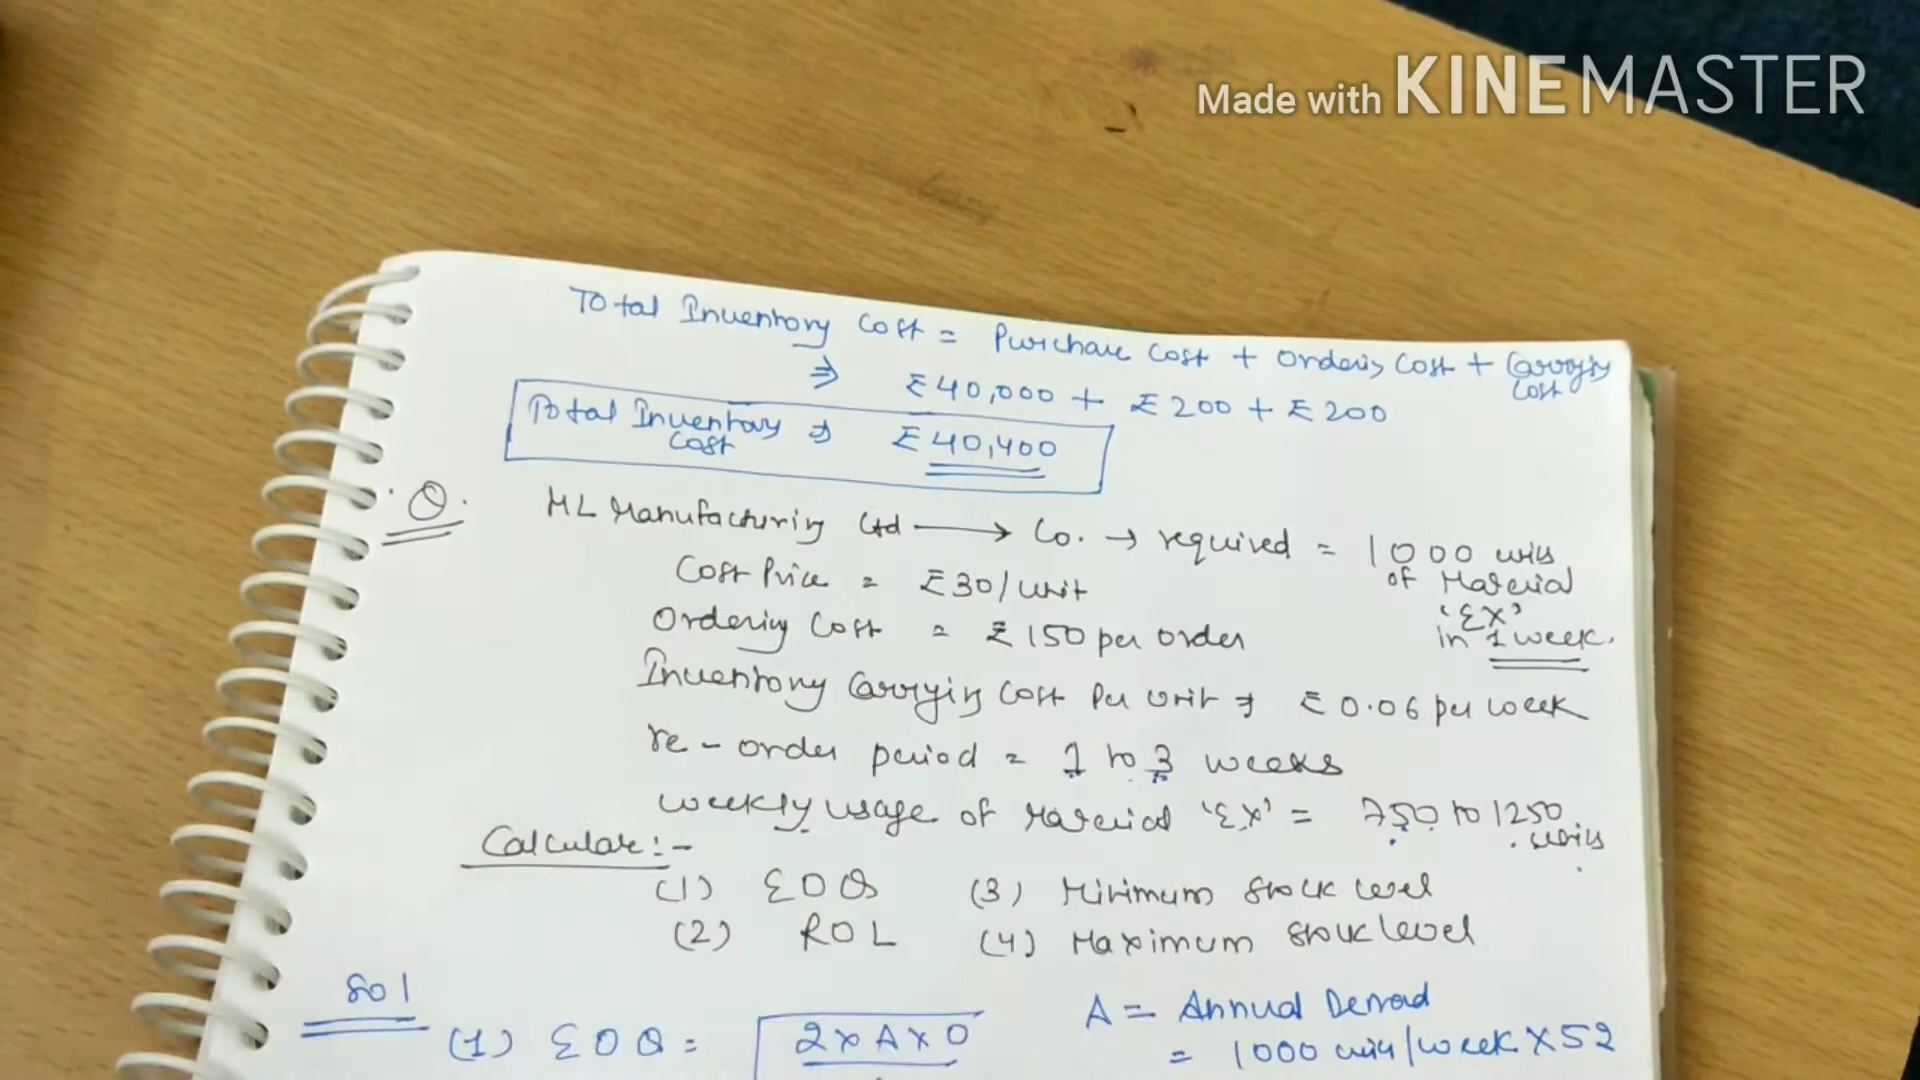 Made with KINEMASTER
Total Inventory Cost = Purchase Cost + Ordering Cost + Carrying Cost
⇒ ₹40,000 + ₹200 + ₹200
Total Inventory Cost ⇒ ₹40,400
Q. ML Manufacturing Ltd → Co. → required = 1000 units of Material 'EX' in 1 week.
Cost Price = ₹30/unit
Ordering Cost = ₹150 per order
Inventory Carrying Cost Per Unit ⇒ ₹0.06 per week
re-order period = 1 to 3 weeks
weekly usage of Material 'EX' = 750 to 1250 units
Calculate:-
(1) EOQ (3) Minimum Stock Level
(2) ROL (4) Maximum Stock Level
Sol
A = Annual Demand
(1) EOQ = 2×A×O
= 1000 units/week × 52